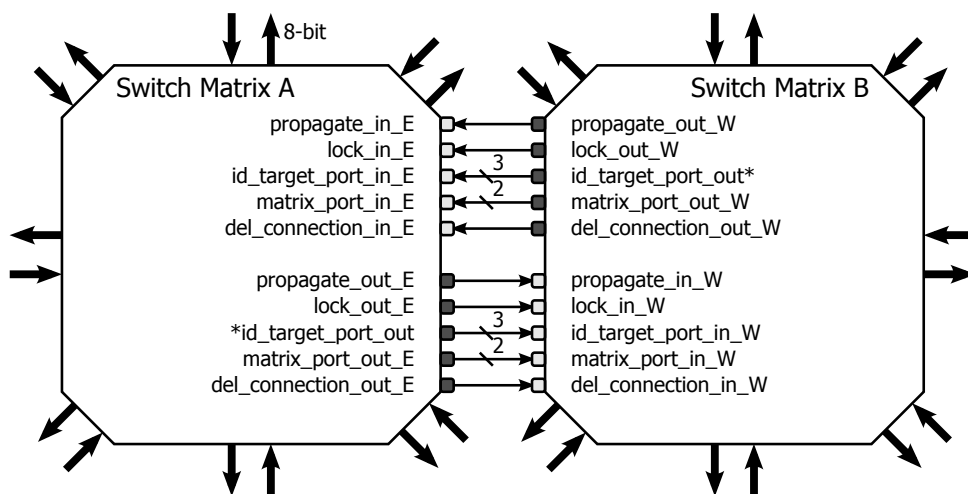 8-bit
Switch Matrix A
Switch Matrix B
propagate_in_E
propagate_out_W
lock_in_E
lock_out_W
id_target_port_in_E
3
id_target_port_out*
matrix_port_in_E
2
matrix_port_out_W
del_connection_in_E
del_connection_out_W
propagate_out_E
propagate_in_W
lock_out_E
lock_in_W
*id_target_port_out
3
id_target_port_in_W
matrix_port_out_E
2
matrix_port_in_W
del_connection_out_E
del_connection_in_W